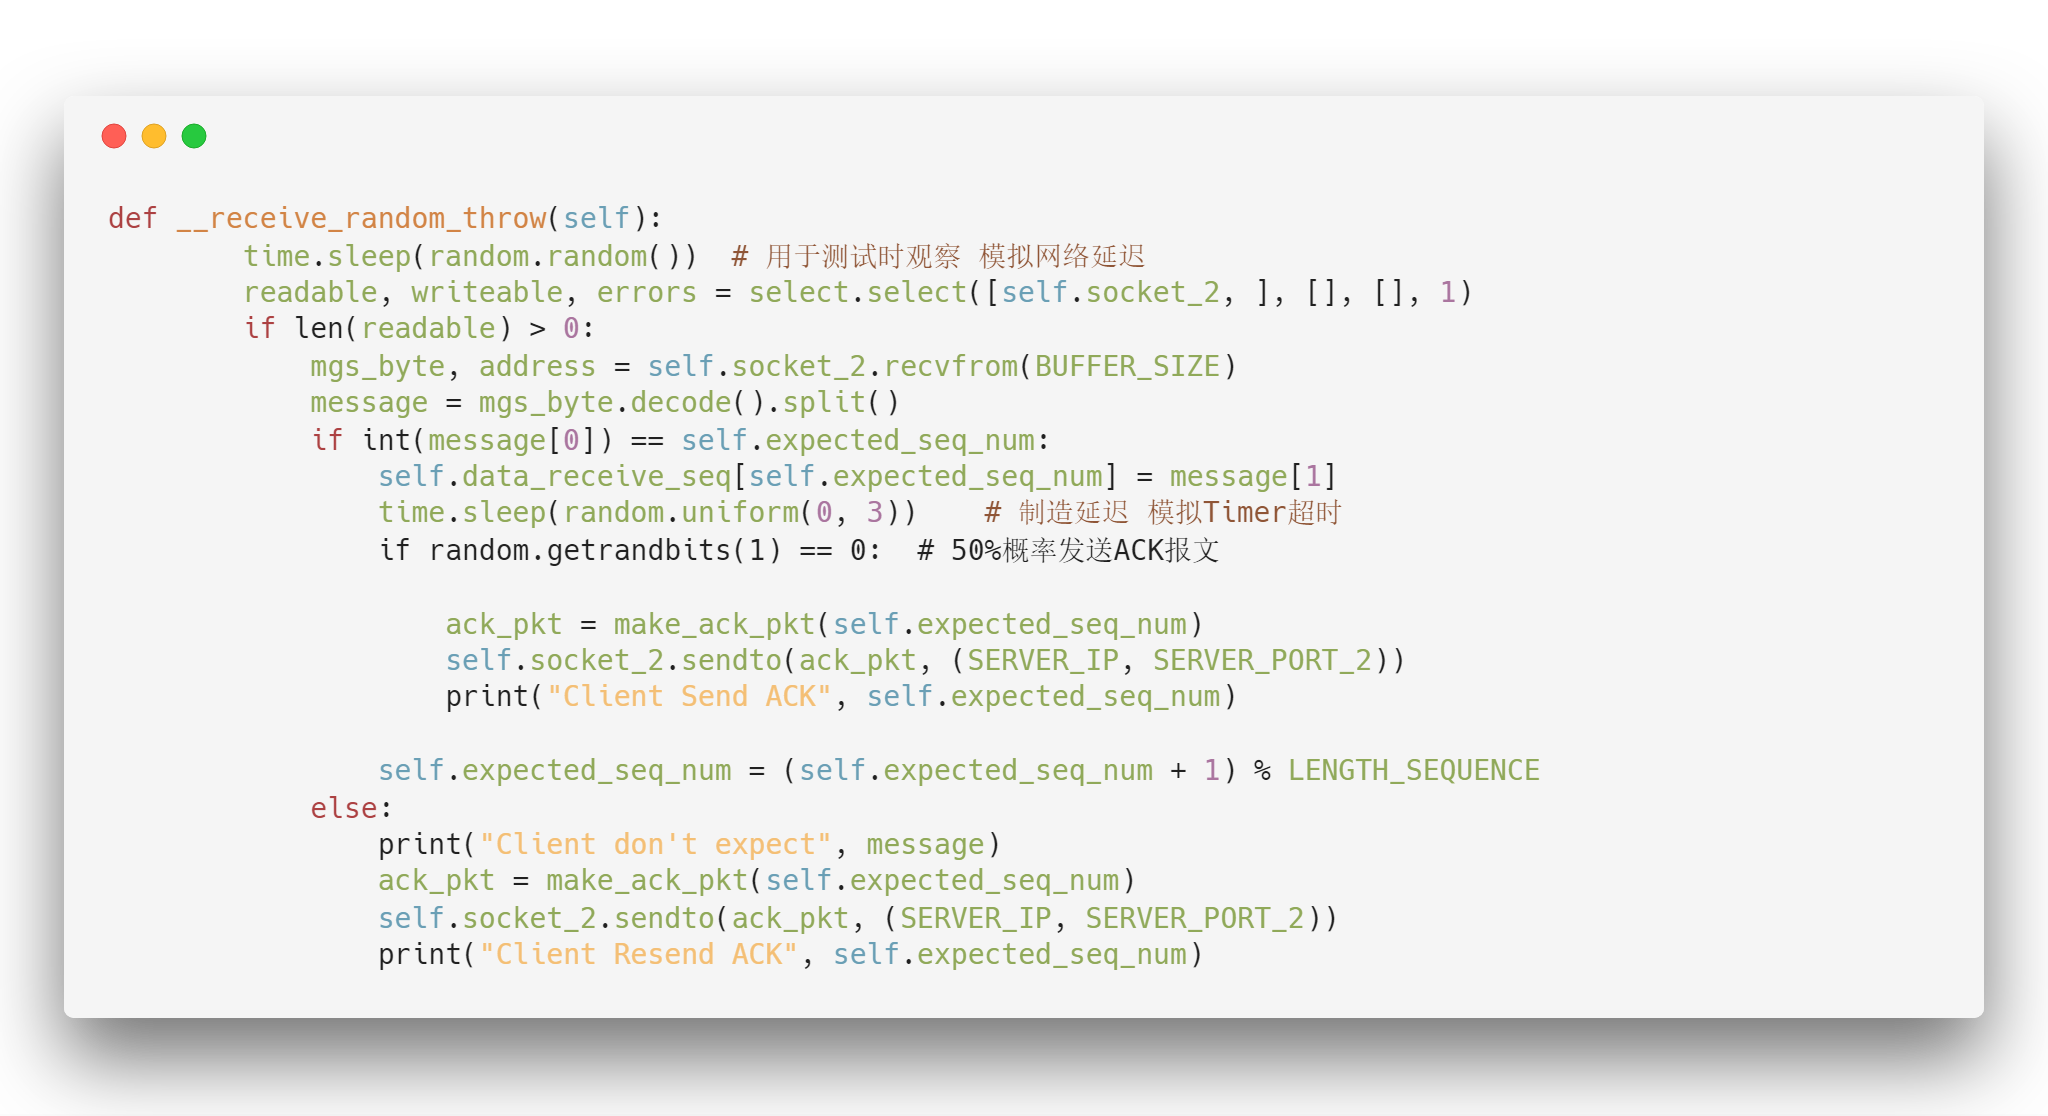 def __receive_random_throw(self):
        time.sleep(random.random())  # 用于测试时观察 模拟网络延迟
        readable, writeable, errors = select.select([self.socket_2, ], [], [], 1)
        if len(readable) > 0:
            mgs_byte, address = self.socket_2.recvfrom(BUFFER_SIZE)
            message = mgs_byte.decode().split()
            if int(message[0]) == self.expected_seq_num:
                self.data_receive_seq[self.expected_seq_num] = message[1]
                time.sleep(random.uniform(0, 3))    # 制造延迟 模拟Timer超时
                if random.getrandbits(1) == 0:  # 50%概率发送ACK报文
                    ack_pkt = make_ack_pkt(self.expected_seq_num)
                    self.socket_2.sendto(ack_pkt, (SERVER_IP, SERVER_PORT_2))
                    print("Client Send ACK", self.expected_seq_num)
                self.expected_seq_num = (self.expected_seq_num + 1) % LENGTH_SEQUENCE
            else:
                print("Client don't expect", message)
                ack_pkt = make_ack_pkt(self.expected_seq_num)
                self.socket_2.sendto(ack_pkt, (SERVER_IP, SERVER_PORT_2))
                print("Client Resend ACK", self.expected_seq_num)